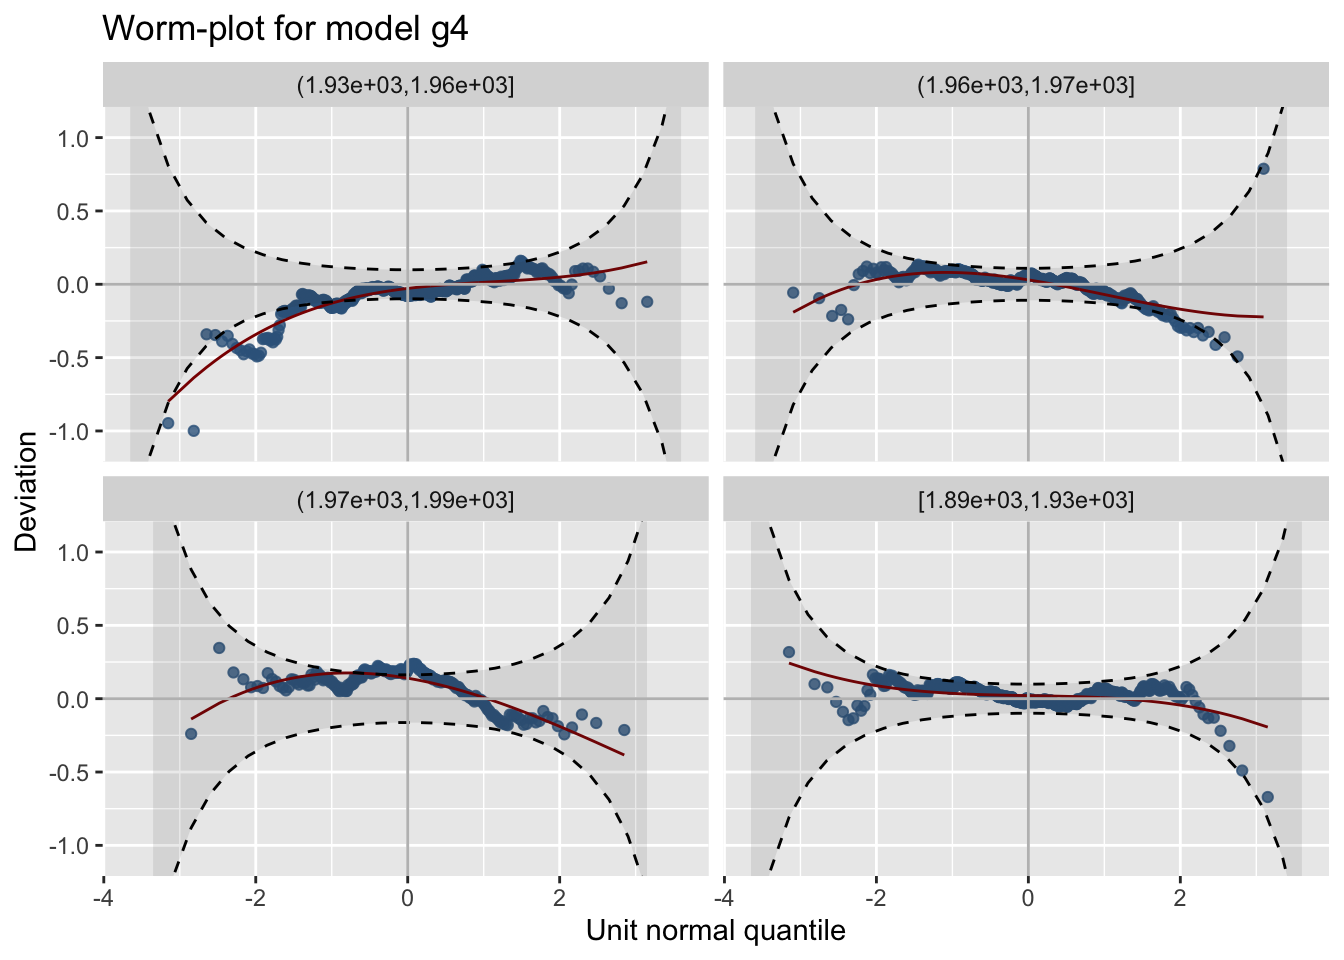 Worm-plot for model g4
(1.93e+03,1.96e+03]
(1.96e+03,1.97e+03]
1.0
0.5
0.0
-0.5
-1.0
Deviation
(1.97e+03,1.99e+03]
[1.89e+03,1.93e+03]
1.0
0.5
0.0
-0.5
-1.0
-4 -2 0 2 -4 -2 0 2
Unit normal quantile